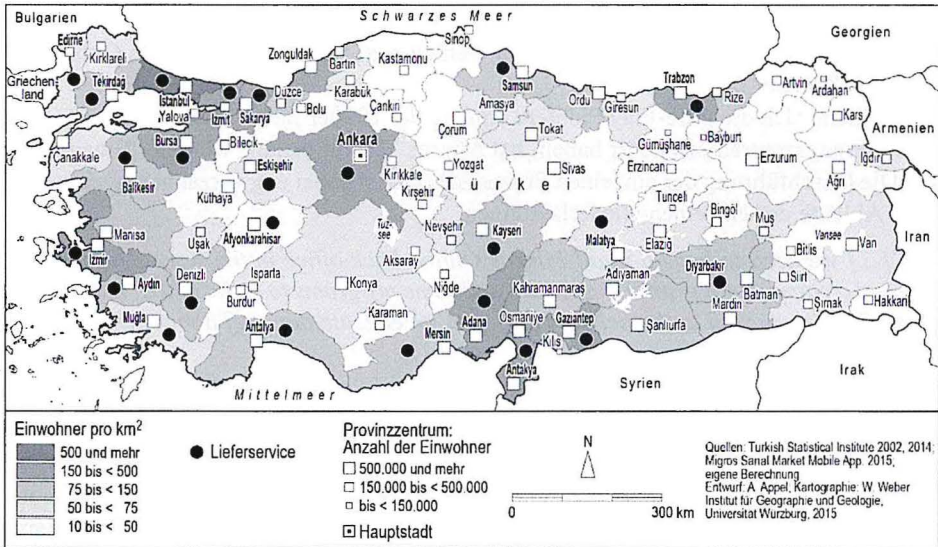 Bulgarien
Schwarzes Meer
Georgien
Edirne
Kırklareli
Sinop
Zonguldak
Bartın
Kastamonu
Griechen-
land
Tekirdağ
İstanbul
Yalova
İzmit
Sakarya
Düzce
Bolu
Karabük
Çankırı
Samsun
Ordu
Giresun
Trabzon
Rize
Artvin
Ardahan
Kars
Armenien
Amasya
Çorum
Tokat
Gümüşhane
Bayburt
Çanakkale
Bursa
Bilecik
Ankara
Eskişehir
Kırıkkale
Yozgat
Sivas
Erzincan
Erzurum
Iğdır
Ağrı
Balıkesir
Kütahya
Kırşehir
Türkei
Tunceli
Bingöl
Muş
Manisa
Uşak
Afyonkarahisar
Tuz-
see
Nevşehir
Kayseri
Malatya
Elazığ
Vansee
Van
Iran
İzmir
Aksaray
Bitlis
Aydın
Denizli
Isparta
Burdur
Konya
Niğde
Kahramanmaraş
Adıyaman
Diyarbakır
Batman
Siirt
Mardin
Şırnak
Hakkari
Muğla
Antalya
Karaman
Mersin
Adana
Osmaniye
Gaziantep
Kilis
Şanlıurfa
Antakya
Mittelmeer
Syrien
Irak
Einwohner pro km²
500 und mehr
150 bis < 500
75 bis < 150
50 bis < 75
10 bis < 50
Lieferservice
Provinzzentrum:
Anzahl der Einwohner
500.000 und mehr
150.000 bis < 500.000
bis < 150.000
Hauptstadt
N
0 300 km
Quellen: Turkish Statistical Institute 2002, 2014;
Migros Sanal Market Mobile App. 2015,
eigene Berechnung
Entwurf: A. Appel, Kartographie: W. Weber
Institut für Geographie und Geologie,
Universität Würzburg, 2015